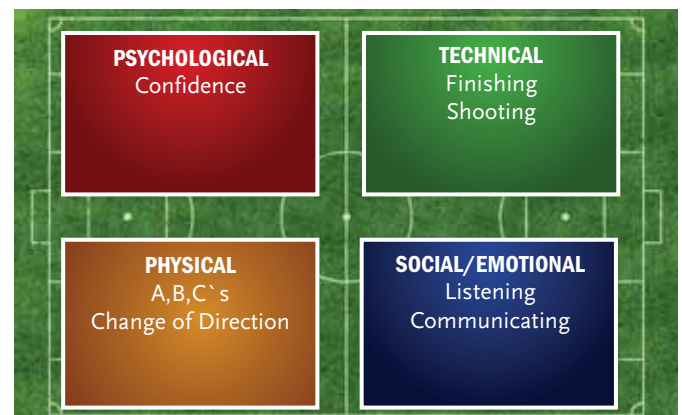 PSYCHOLOGICAL
Confidence
TECHNICAL
Finishing
Shooting
PHYSICAL
A,B,C`s
Change of Direction
SOCIAL/EMOTIONAL
Listening
Communicating